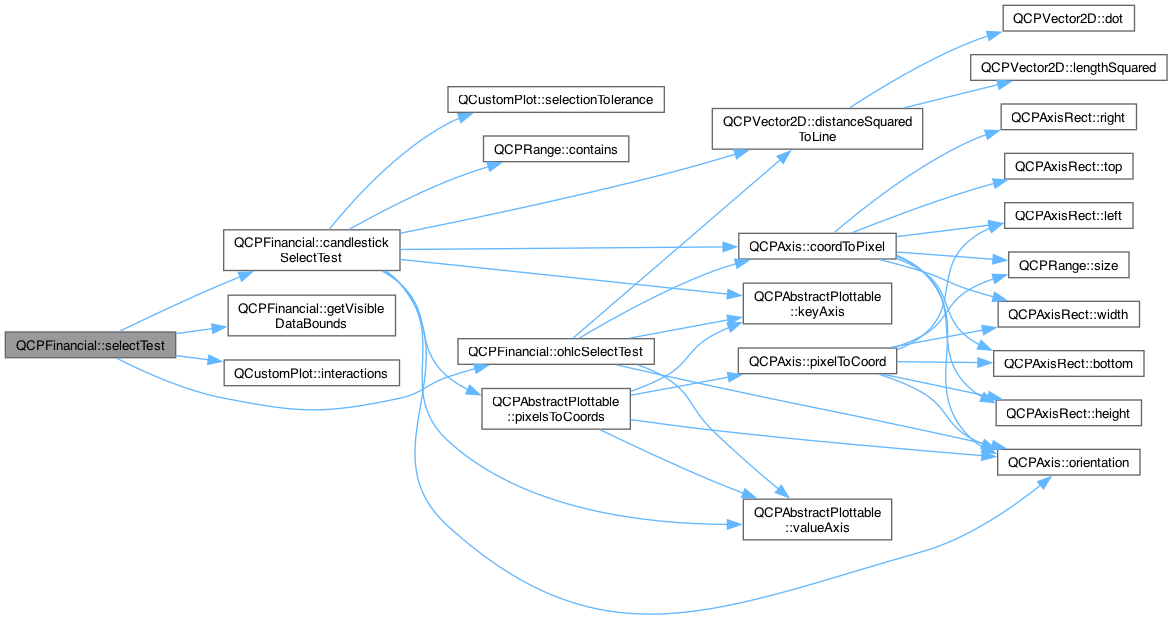 QCPFinancial::selectTest
QCPFinancial::candlestick
SelectTest
QCPFinancial::getVisible
DataBounds
QCustomPlot::interactions
QCustomPlot::selectionTolerance
QCPRange::contains
QCPFinancial::ohlcSelectTest
QCPAbstractPlottable
::pixelsToCoords
QCPVector2D::distanceSquared
ToLine
QCPAxis::coordToPixel
QCPAbstractPlottable
::keyAxis
QCPAxis::pixelToCoord
QCPAbstractPlottable
::valueAxis
QCPVector2D::dot
QCPVector2D::lengthSquared
QCPAxisRect::right
QCPAxisRect::top
QCPAxisRect::left
QCPRange::size
QCPAxisRect::width
QCPAxisRect::bottom
QCPAxisRect::height
QCPAxis::orientation